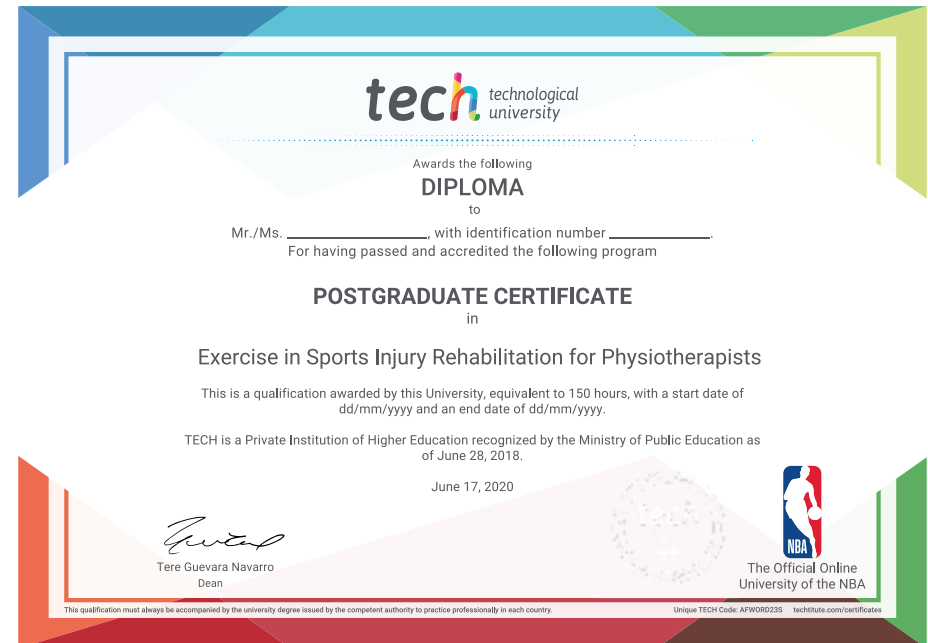 tech technological
university
Awards the following
DIPLOMA
to
Mr./Ms. ____________, with identification number ____________.
For having passed and accredited the following program
POSTGRADUATE CERTIFICATE
in
Exercise in Sports Injury Rehabilitation for Physiotherapists
This is a qualification awarded by this University, equivalent to 150 hours, with a start date of
dd/mm/yyyy and an end date of dd/mm/yyyy.
TECH is a Private Institution of Higher Education recognized by the Ministry of Public Education as
of June 28, 2018.
June 17, 2020
tech
NBA
Tere Guevara Navarro
Dean
The Official Online
University of the NBA
This qualification must always be accompanied by the university degree issued by the competent authority to practice professionally in each country.
Unique TECH Code: AFWORD23S techtitute.com/certificates